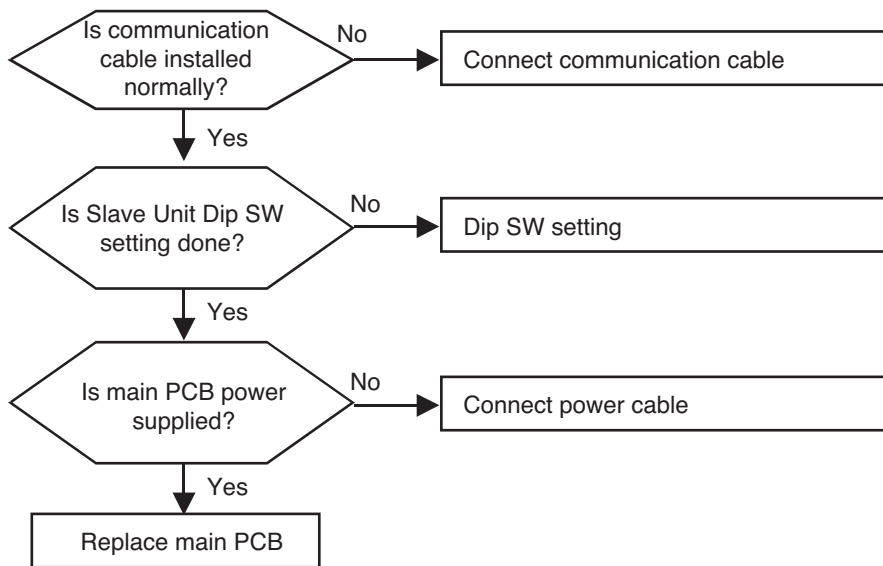 Is communication
cable installed
normally?
No
Connect communication cable
Yes
Is Slave Unit Dip SW
setting done?
No
Dip SW setting
Yes
Is main PCB power
supplied?
No
Connect power cable
Yes
Replace main PCB